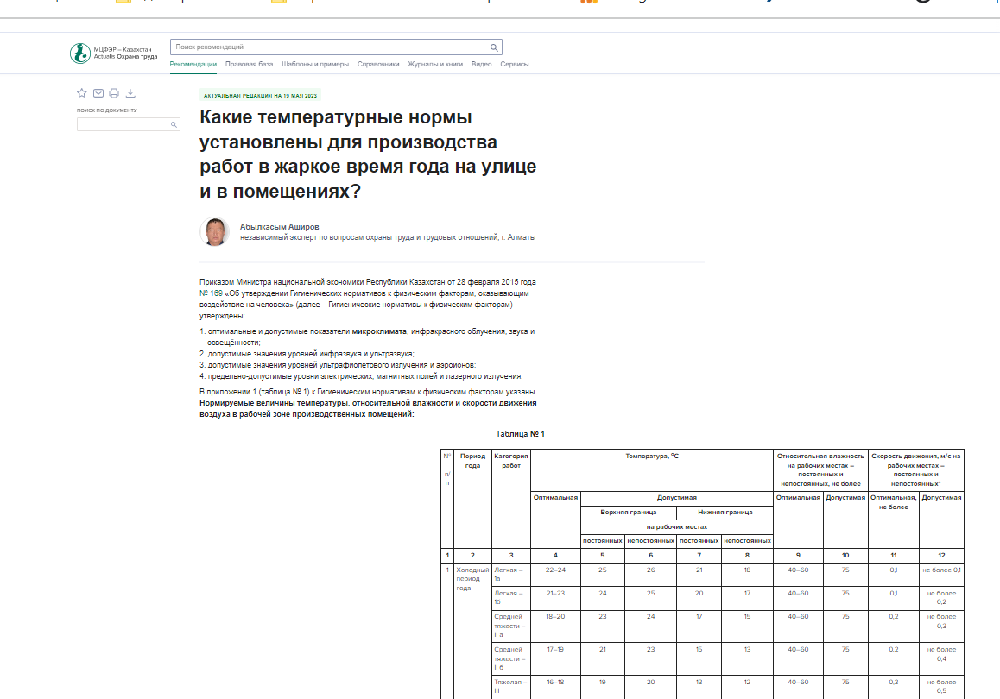 МЦФЭР – Казахстан
Actualis Охрана труда
Поиск рекомендаций
Рекомендации Правовая база Шаблоны и примеры Справочники Журналы и книги Видео Сервисы
ПОИСК ПО ДОКУМЕНТУ
АКТУАЛЬНАЯ РЕДАКЦИЯ НА 19 МАЯ 2023
Какие температурные нормы
установлены для производства
работ в жаркое время года на улице
и в помещениях?
Абылкасым Аширов
независимый эксперт по вопросам охраны труда и трудовых отношений, г. Алматы
Приказом Министра национальной экономики Республики Казахстан от 28 февраля 2015 года
№ 169 «Об утверждении Гигиенических нормативов к физическим факторам, оказывающим
воздействие на человека» (далее – Гигиенические нормативы к физическим факторам)
утверждены:
1. оптимальные и допустимые показатели микроклимата, инфракрасного облучения, звука и
освещённости;
2. допустимые значения уровней инфразвука и ультразвука;
3. допустимые значения уровней ультрафиолетового излучения и аэроионов;
4. предельно-допустимые уровни электрических, магнитных полей и лазерного излучения.
В приложении 1 (таблица № 1) к Гигиеническим нормативам к физическим факторам указаны
Нормируемые величины температуры, относительной влажности и скорости движения
воздуха в рабочей зоне производственных помещений:
Таблица № 1
N° п/п Период года Категория работ Температура, °С Относительная влажность на рабочих местах – постоянных и непостоянных, не более Скорость движения, м/с на рабочих местах – постоянных и непостоянных*
Оптимальная Допустимая Оптимальная Допустимая Оптимальная, не более Допустимая
Верхняя граница Нижняя граница
на рабочих местах
постоянных непостоянных постоянных непостоянных
1 2 3 4 5 6 7 8 9 10 11 12
1 Холодный период года Легкая – 1а 22–24 25 26 21 18 40–60 75 0,1 не более 0,1
Легкая – 1б 21–23 24 25 20 17 40–60 75 0,1 не более 0,2
Средней тяжести – II а 18–20 23 24 17 15 40–60 75 0,2 не более 0,3
Средней тяжести – II б 17–19 21 23 15 13 40–60 75 0,2 не более 0,4
Тяжелая – III 16–18 19 20 13 12 40–60 75 0,3 не более 0,5